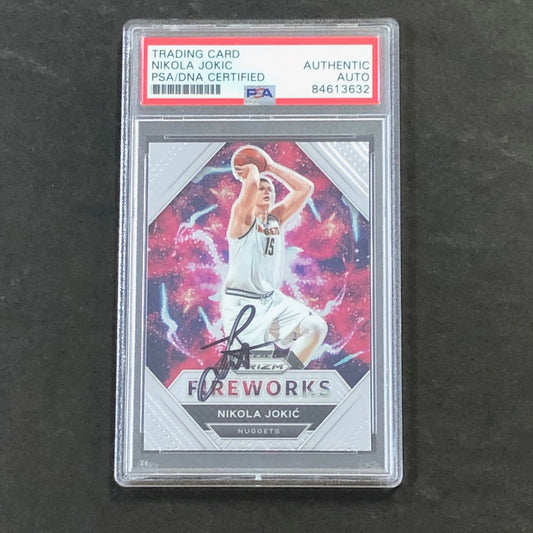 TRADING CARD
NIKOLA JOKIC
PSA/DNA CERTIFIED
AUTHENTIC
AUTO
84613632
PSA
15
PRIZM
FIREWORKS
NIKOLA JOKIĆ
NUGGETS